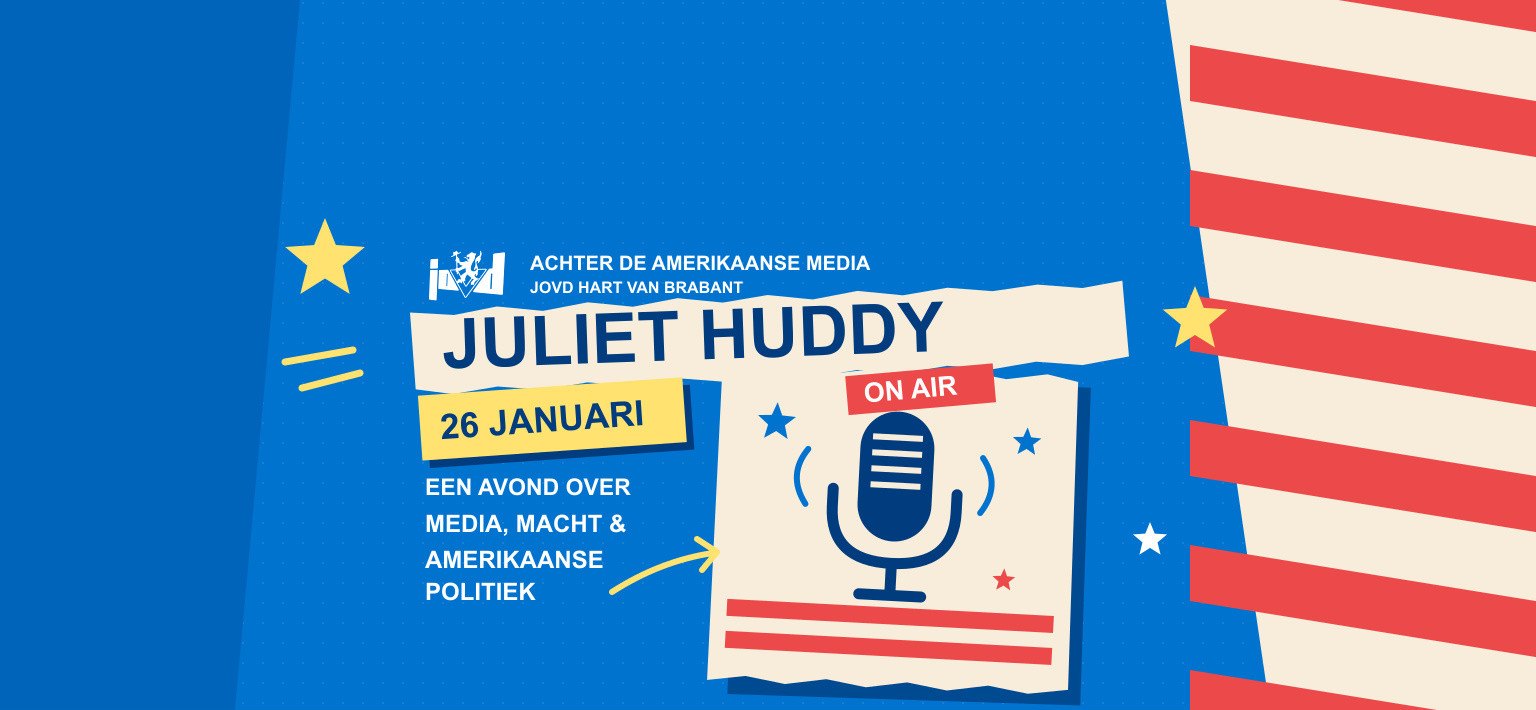 jovd
ACHTER DE AMERIKAANSE MEDIA
JOVD HART VAN BRABANT
JULIET HUDDY
ON AIR
26 JANUARI
EEN AVOND OVER
MEDIA, MACHT &
AMERIKAANSE
POLITIEK